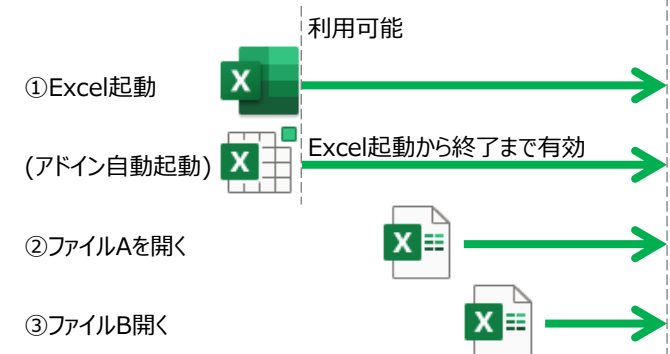 利用可能
①Excel起動
Excel起動から終了まで有効
(アドイン自動起動)
②ファイルAを開く
③ファイルB開く